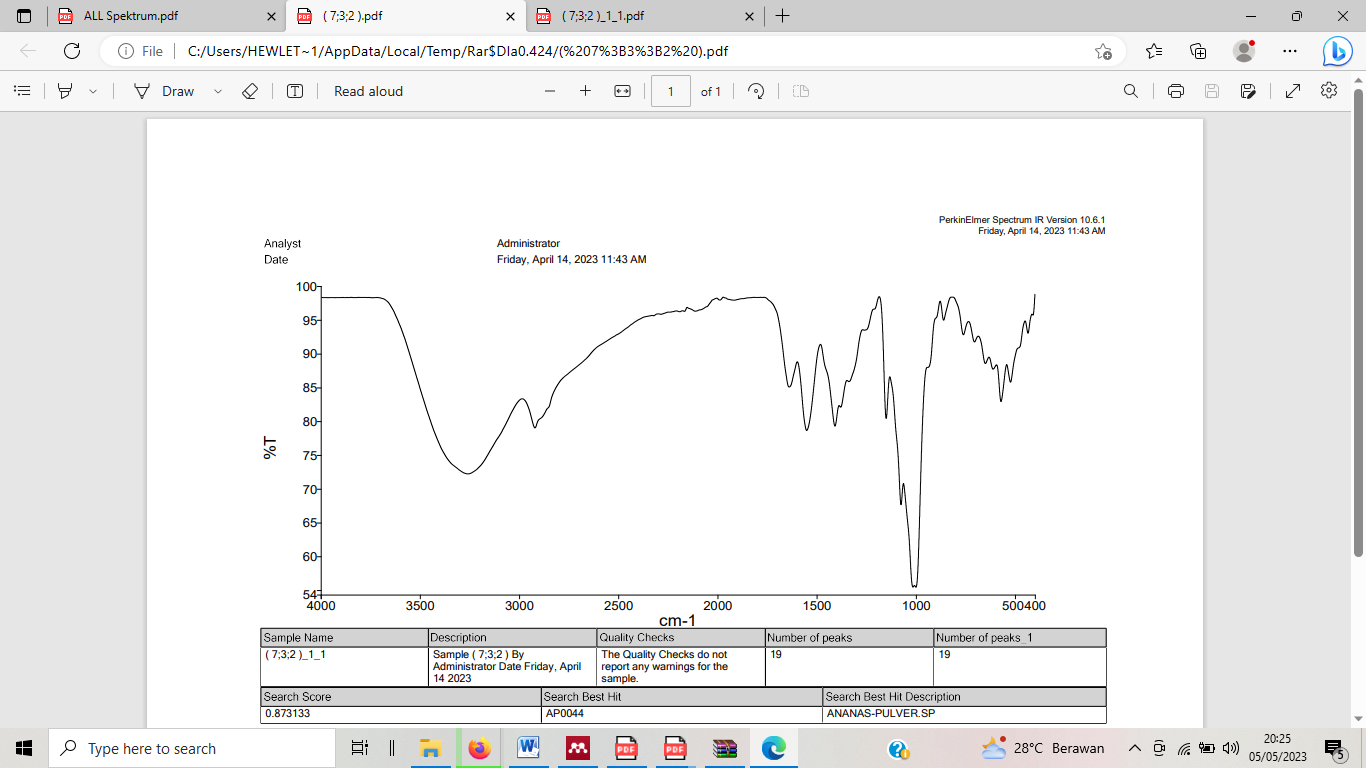 ALL Spektrum.pdf
( 7;3;2 ).pdf
( 7;3;2 )_1_1.pdf
File
C:/Users/HEWLET~1/AppData/Local/Temp/Rar$DIa0.424/(%207%3B3%3B2%20).pdf
Draw
Read aloud
1
of 1
PerkinElmer Spectrum IR Version 10.6.1
Friday, April 14, 2023 11:43 AM
Analyst
Administrator
Date
Friday, April 14, 2023 11:43 AM
100
95
90
85
80
75
70
65
60
54
%T
4000 3500 3000 2500 2000 1500 1000 500400
cm-1
Sample Name
Description
Quality Checks
Number of peaks
Number of peaks_1
( 7;3;2 )_1_1
Sample ( 7;3;2 ) By
Administrator Date Friday, April
14 2023
The Quality Checks do not
report any warnings for the
sample.
19
19
Search Score
Search Best Hit
Search Best Hit Description
0.873133
AP0044
ANANAS-PULVER.SP
Type here to search
28°C Berawan
20:25
05/05/2023
5